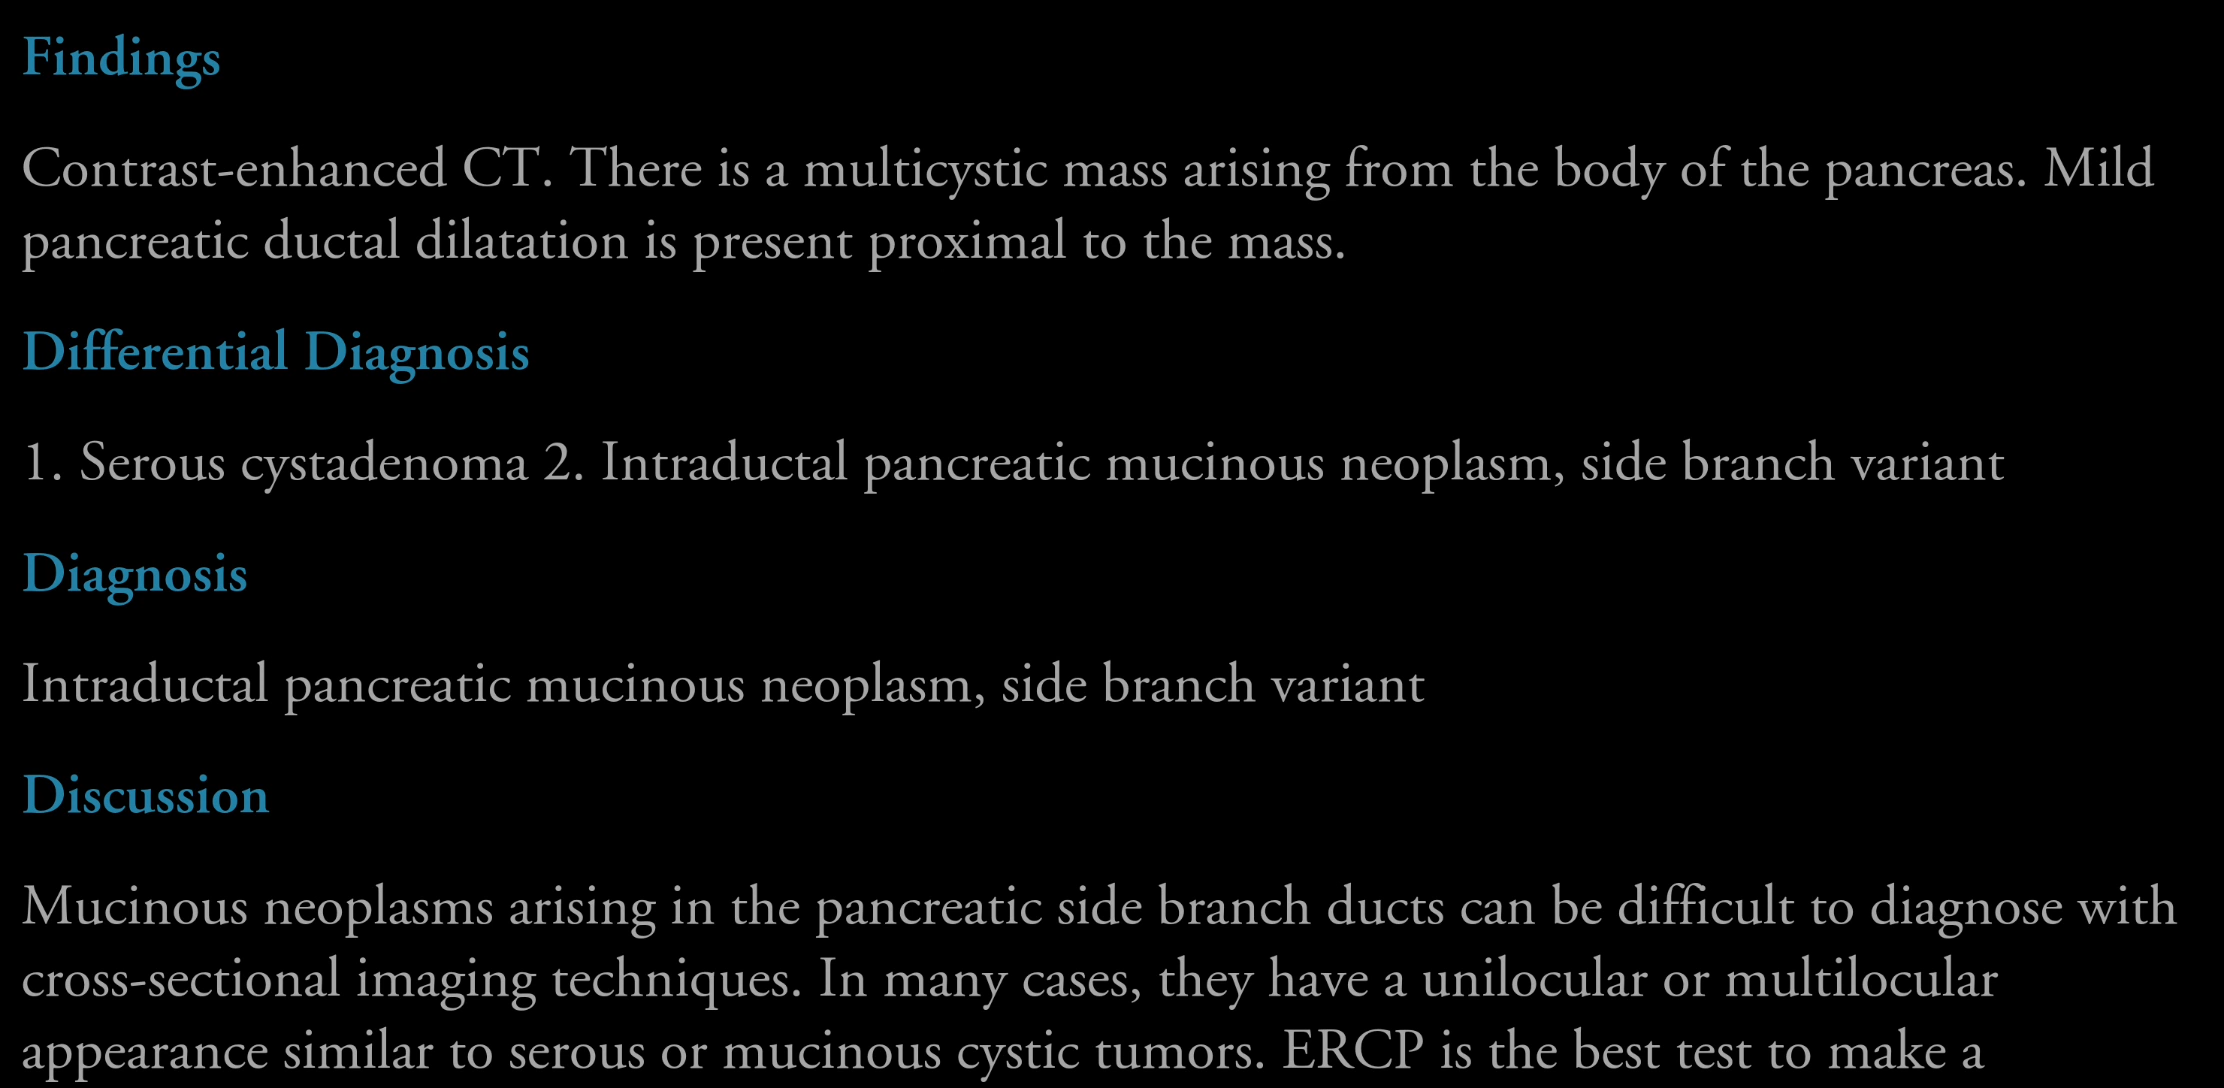 Findings
Contrast-enhanced CT. There is a multicystic mass arising from the body of the pancreas. Mild
pancreatic ductal dilatation is present proximal to the mass.
Differential Diagnosis
1. Serous cystadenoma 2. Intraductal pancreatic mucinous neoplasm, side branch variant
Diagnosis
Intraductal pancreatic mucinous neoplasm, side branch variant
Discussion
Mucinous neoplasms arising in the pancreatic side branch ducts can be difficult to diagnose with
cross-sectional imaging techniques. In many cases, they have a unilocular or multilocular
appearance similar to serous or mucinous cystic tumors. ERCP is the best test to make a